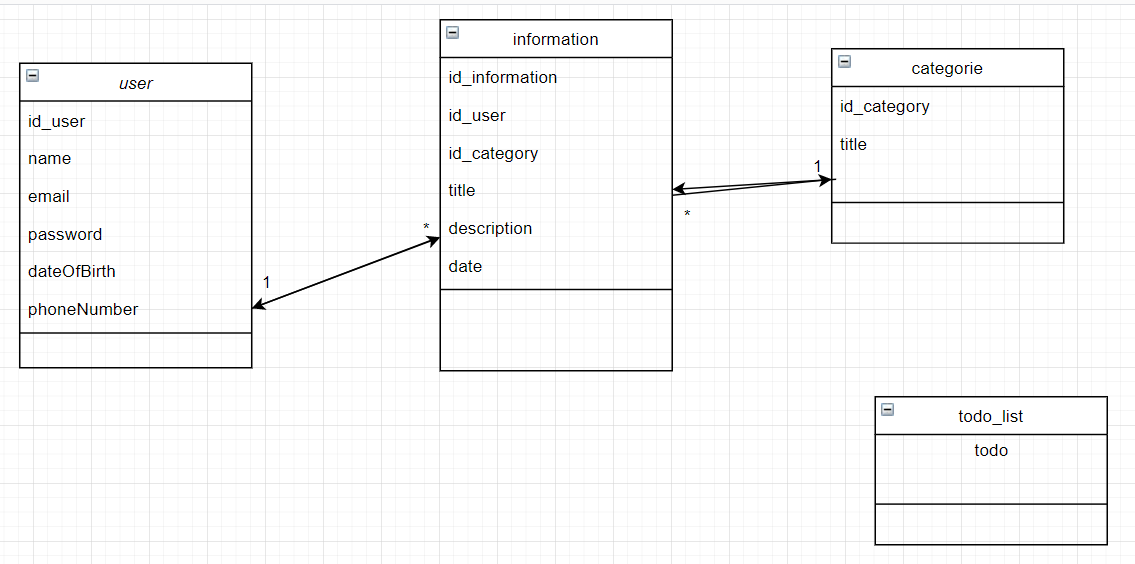 user
id_user
name
email
password
dateOfBirth
phoneNumber
1
*
information
id_information
id_user
id_category
title
description
date
*
1
categorie
id_category
title
todo_list
todo